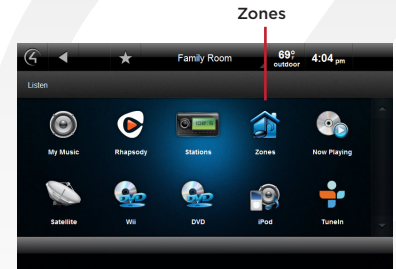 Zones
Family Room
69°
outdoor
4:04 pm
Listen
My Music
Rhapsody
Stations
Zones
Now Playing
Satellite
Wii
DVD
iPod
TuneIn